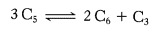 3 C₅ ⇌ 2 C₆ + C₃